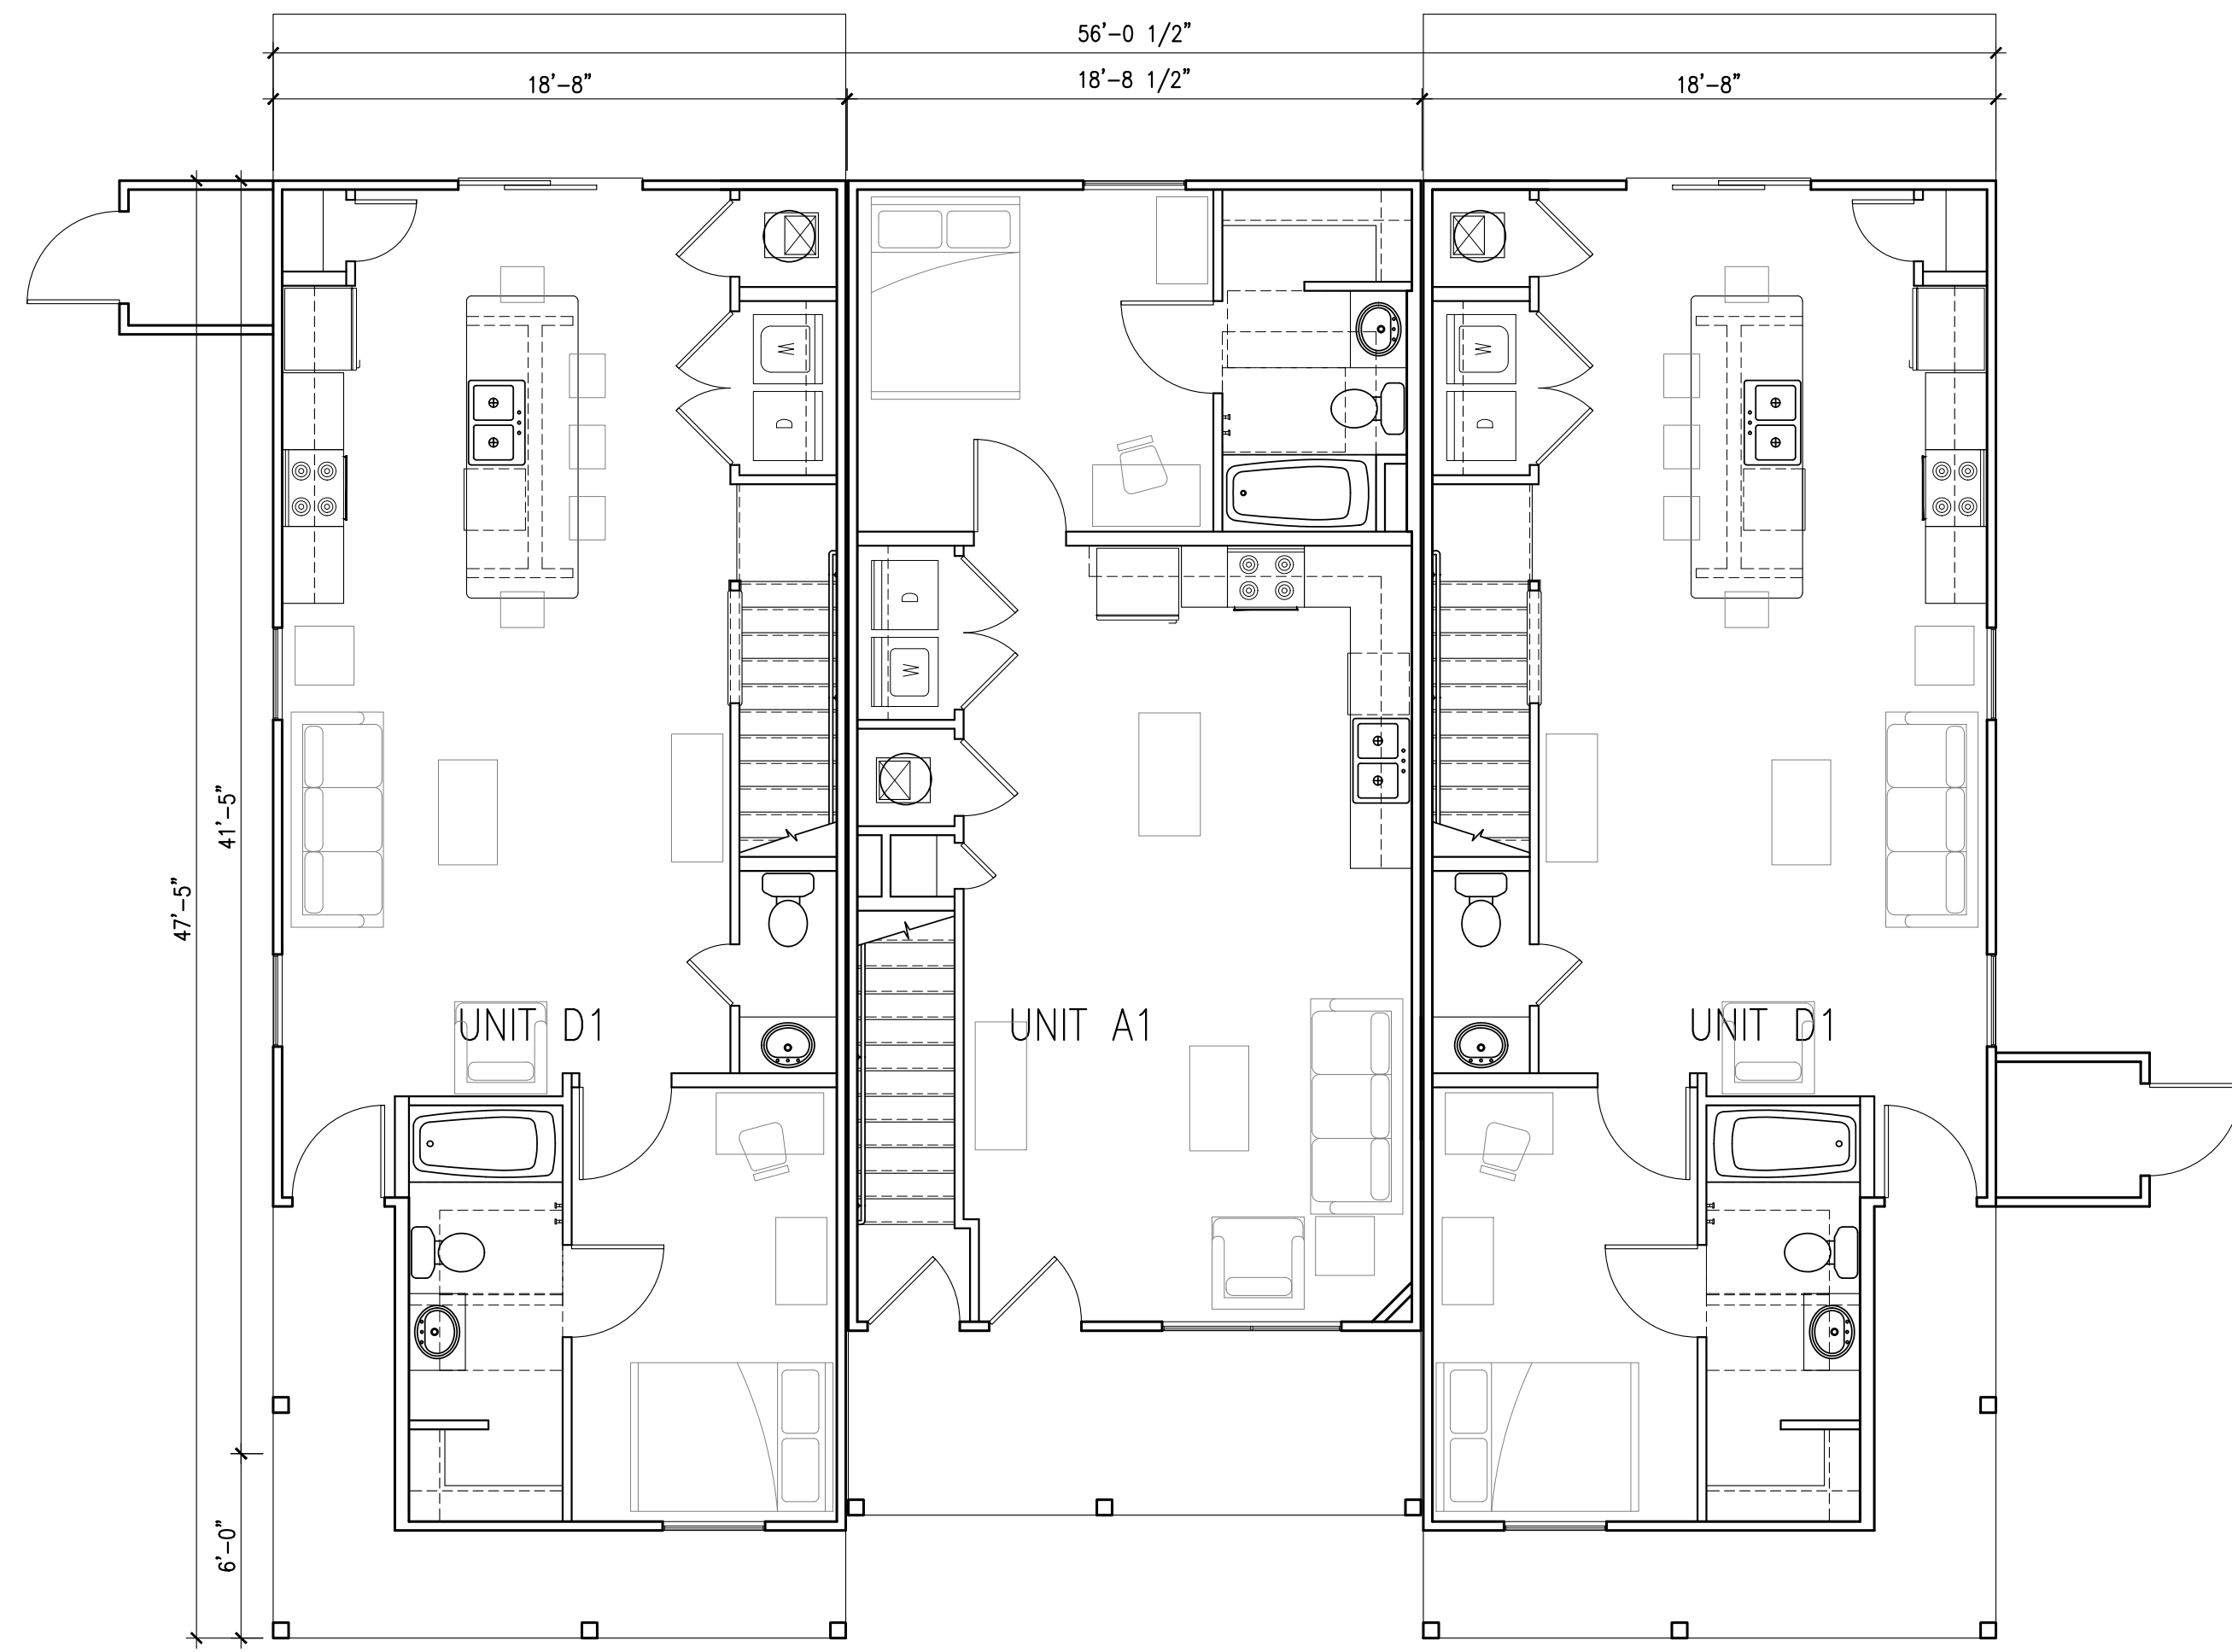 56'-0 1/2"
18'-8"
18'-8 1/2"
18'-8"
W
W
D
D
D
W
41'-5"
47'-5"
UNIT D1
UNIT A1
UNIT D1
6'-0"